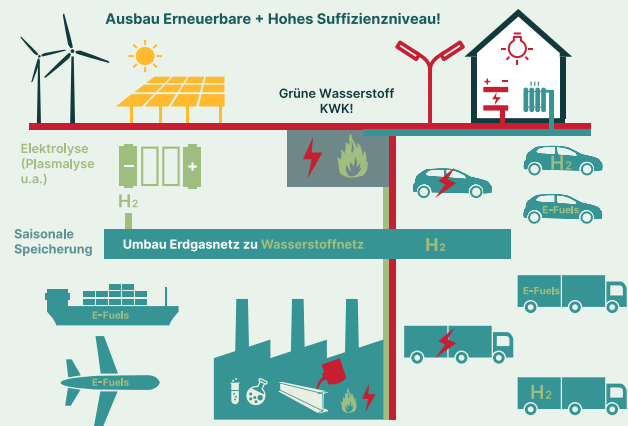 Ausbau Erneuerbare + Hohes Suffizienzniveau!
Grüne Wasserstoff
KWK!
Elektrolyse
(Plasmalyse
u.a.)
H2
H2
E-Fuels
Saisonale
Speicherung
Umbau Erdgasnetz zu Wasserstoffnetz
H2
E-Fuels
E-Fuels
E-Fuels
H2